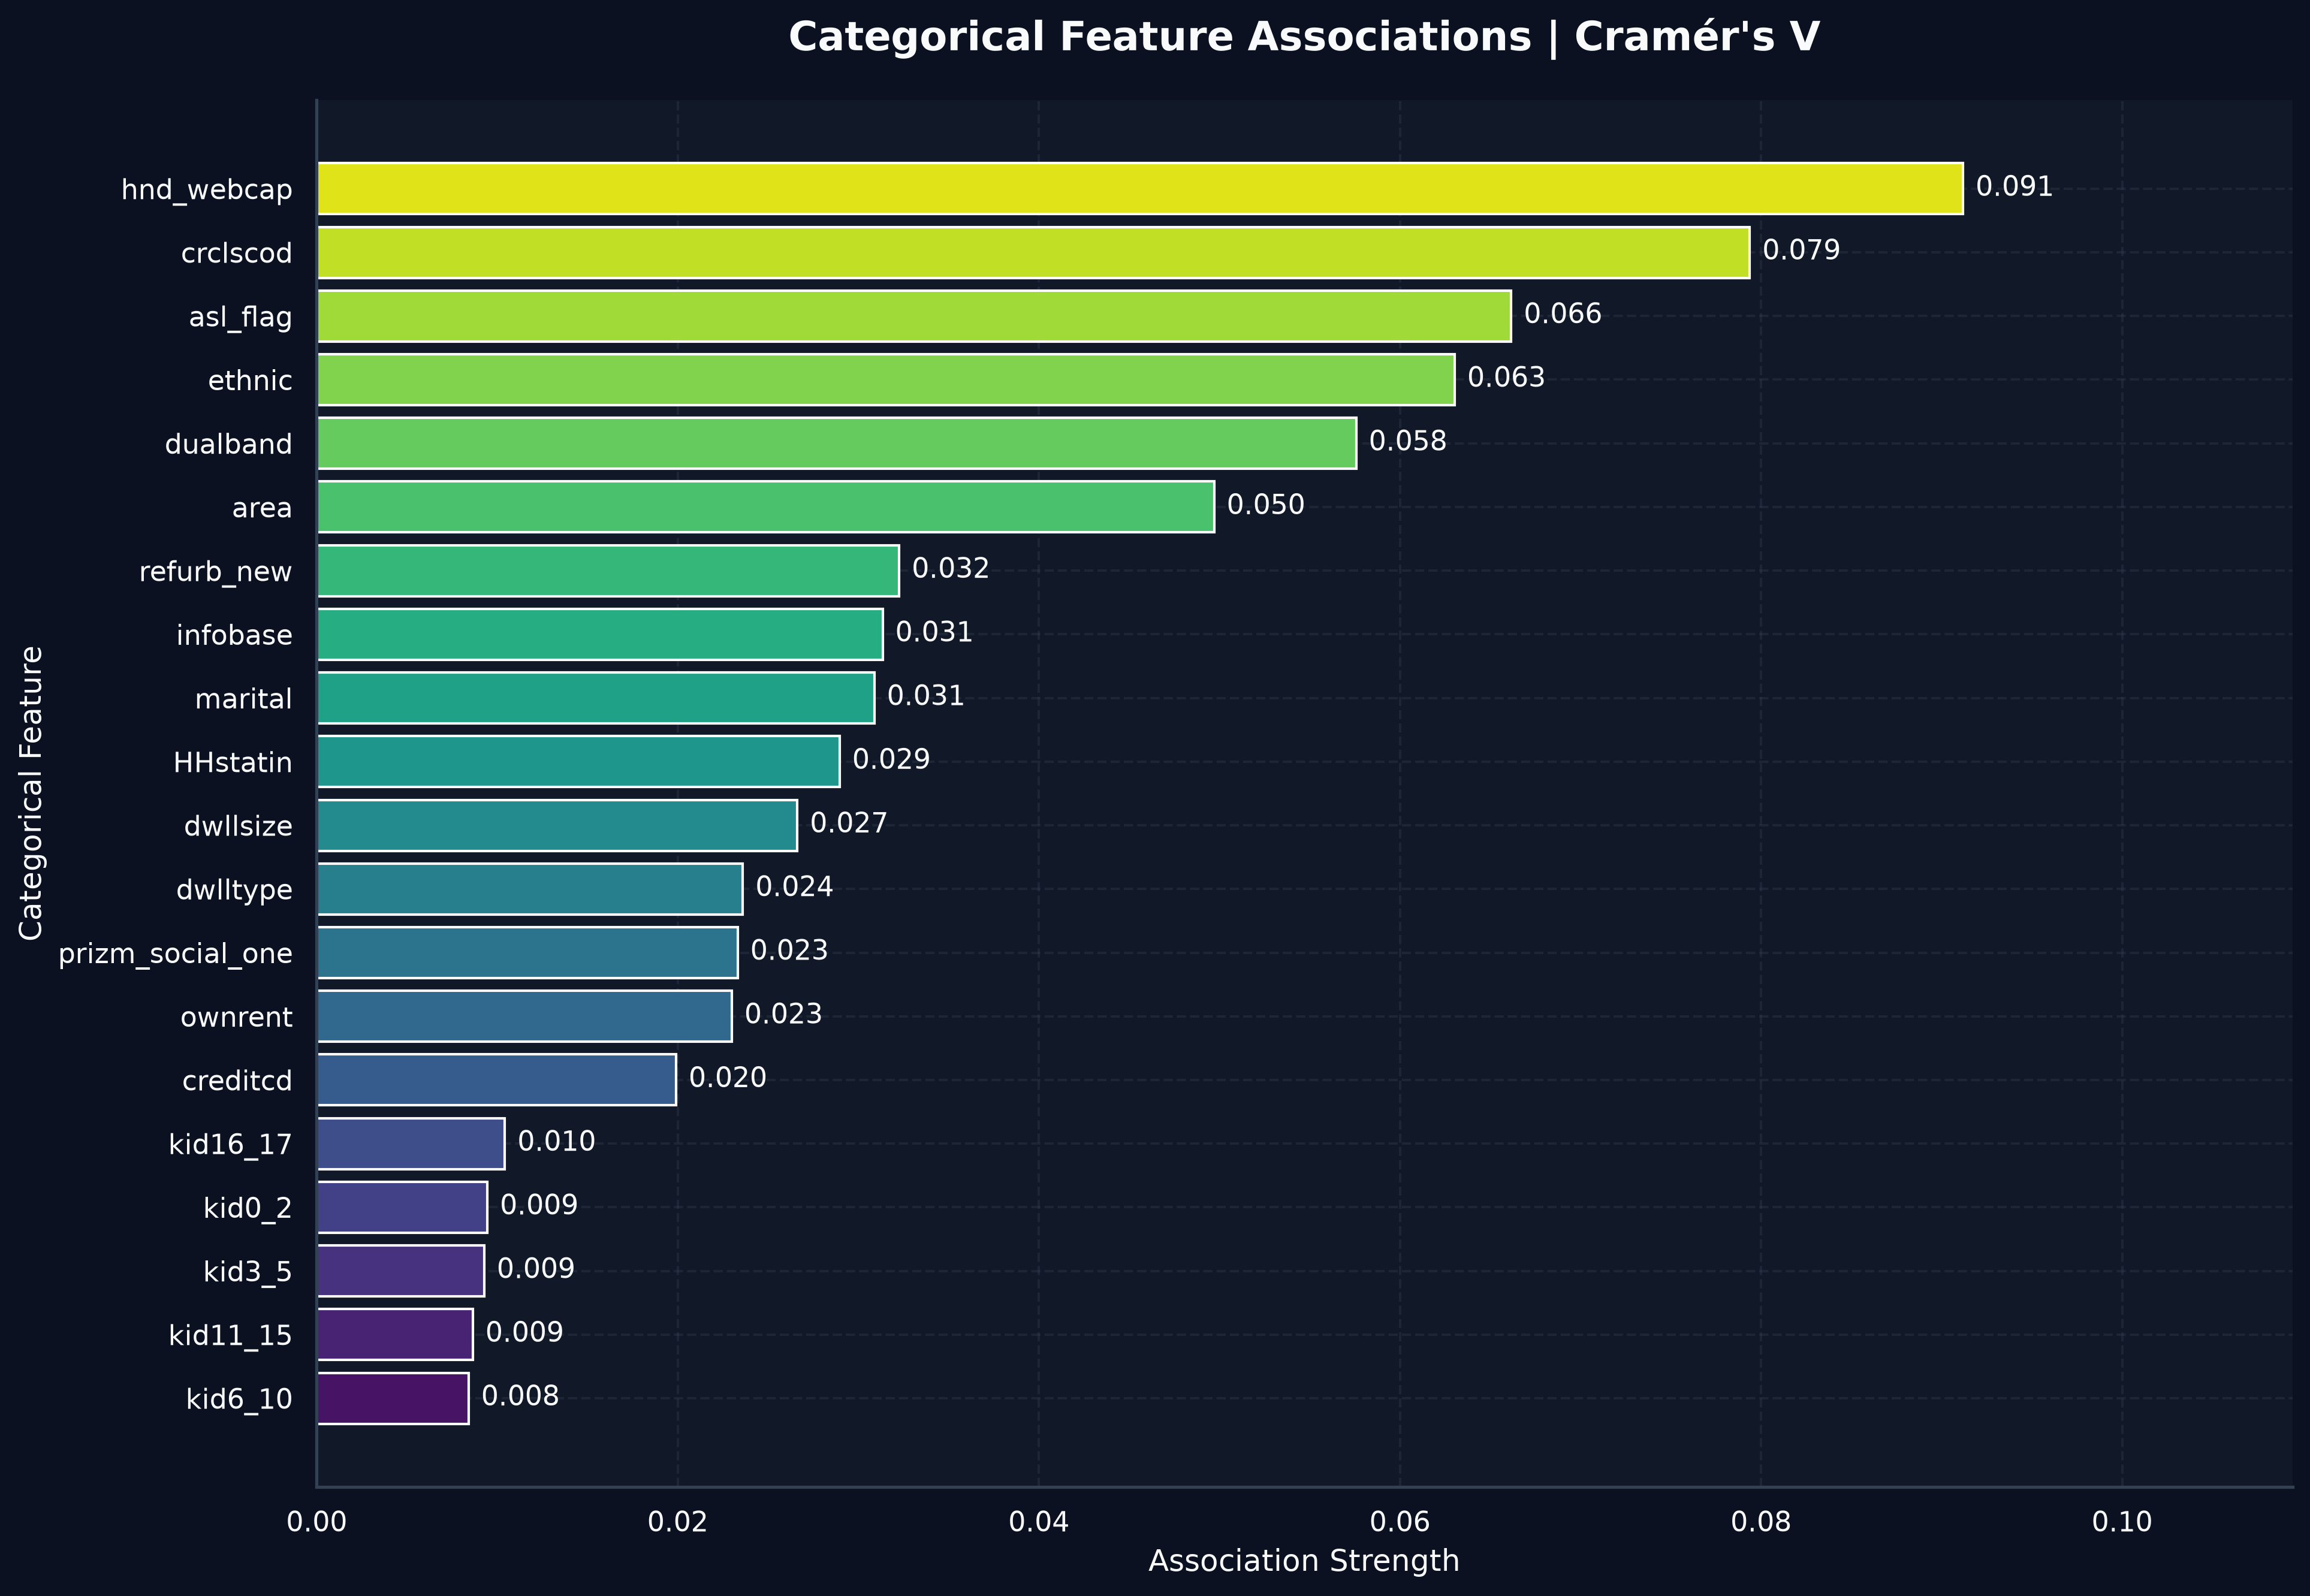 Categorical Feature Associations | Cramér's V
Categorical Feature
hnd_webcap 0.091
crclscod 0.079
asl_flag 0.066
ethnic 0.063
dualband 0.058
area 0.050
refurb_new 0.032
infobase 0.031
marital 0.031
HHstatin 0.029
dwllsize 0.027
dwlltype 0.024
prizm_social_one 0.023
ownrent 0.023
creditcd 0.020
kid16_17 0.010
kid0_2 0.009
kid3_5 0.009
kid11_15 0.009
kid6_10 0.008
0.00 0.02 0.04 0.06 0.08 0.10
Association Strength